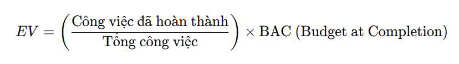 EV = (Công việc đã hoàn thành / Tổng công việc) × BAC (Budget at Completion)